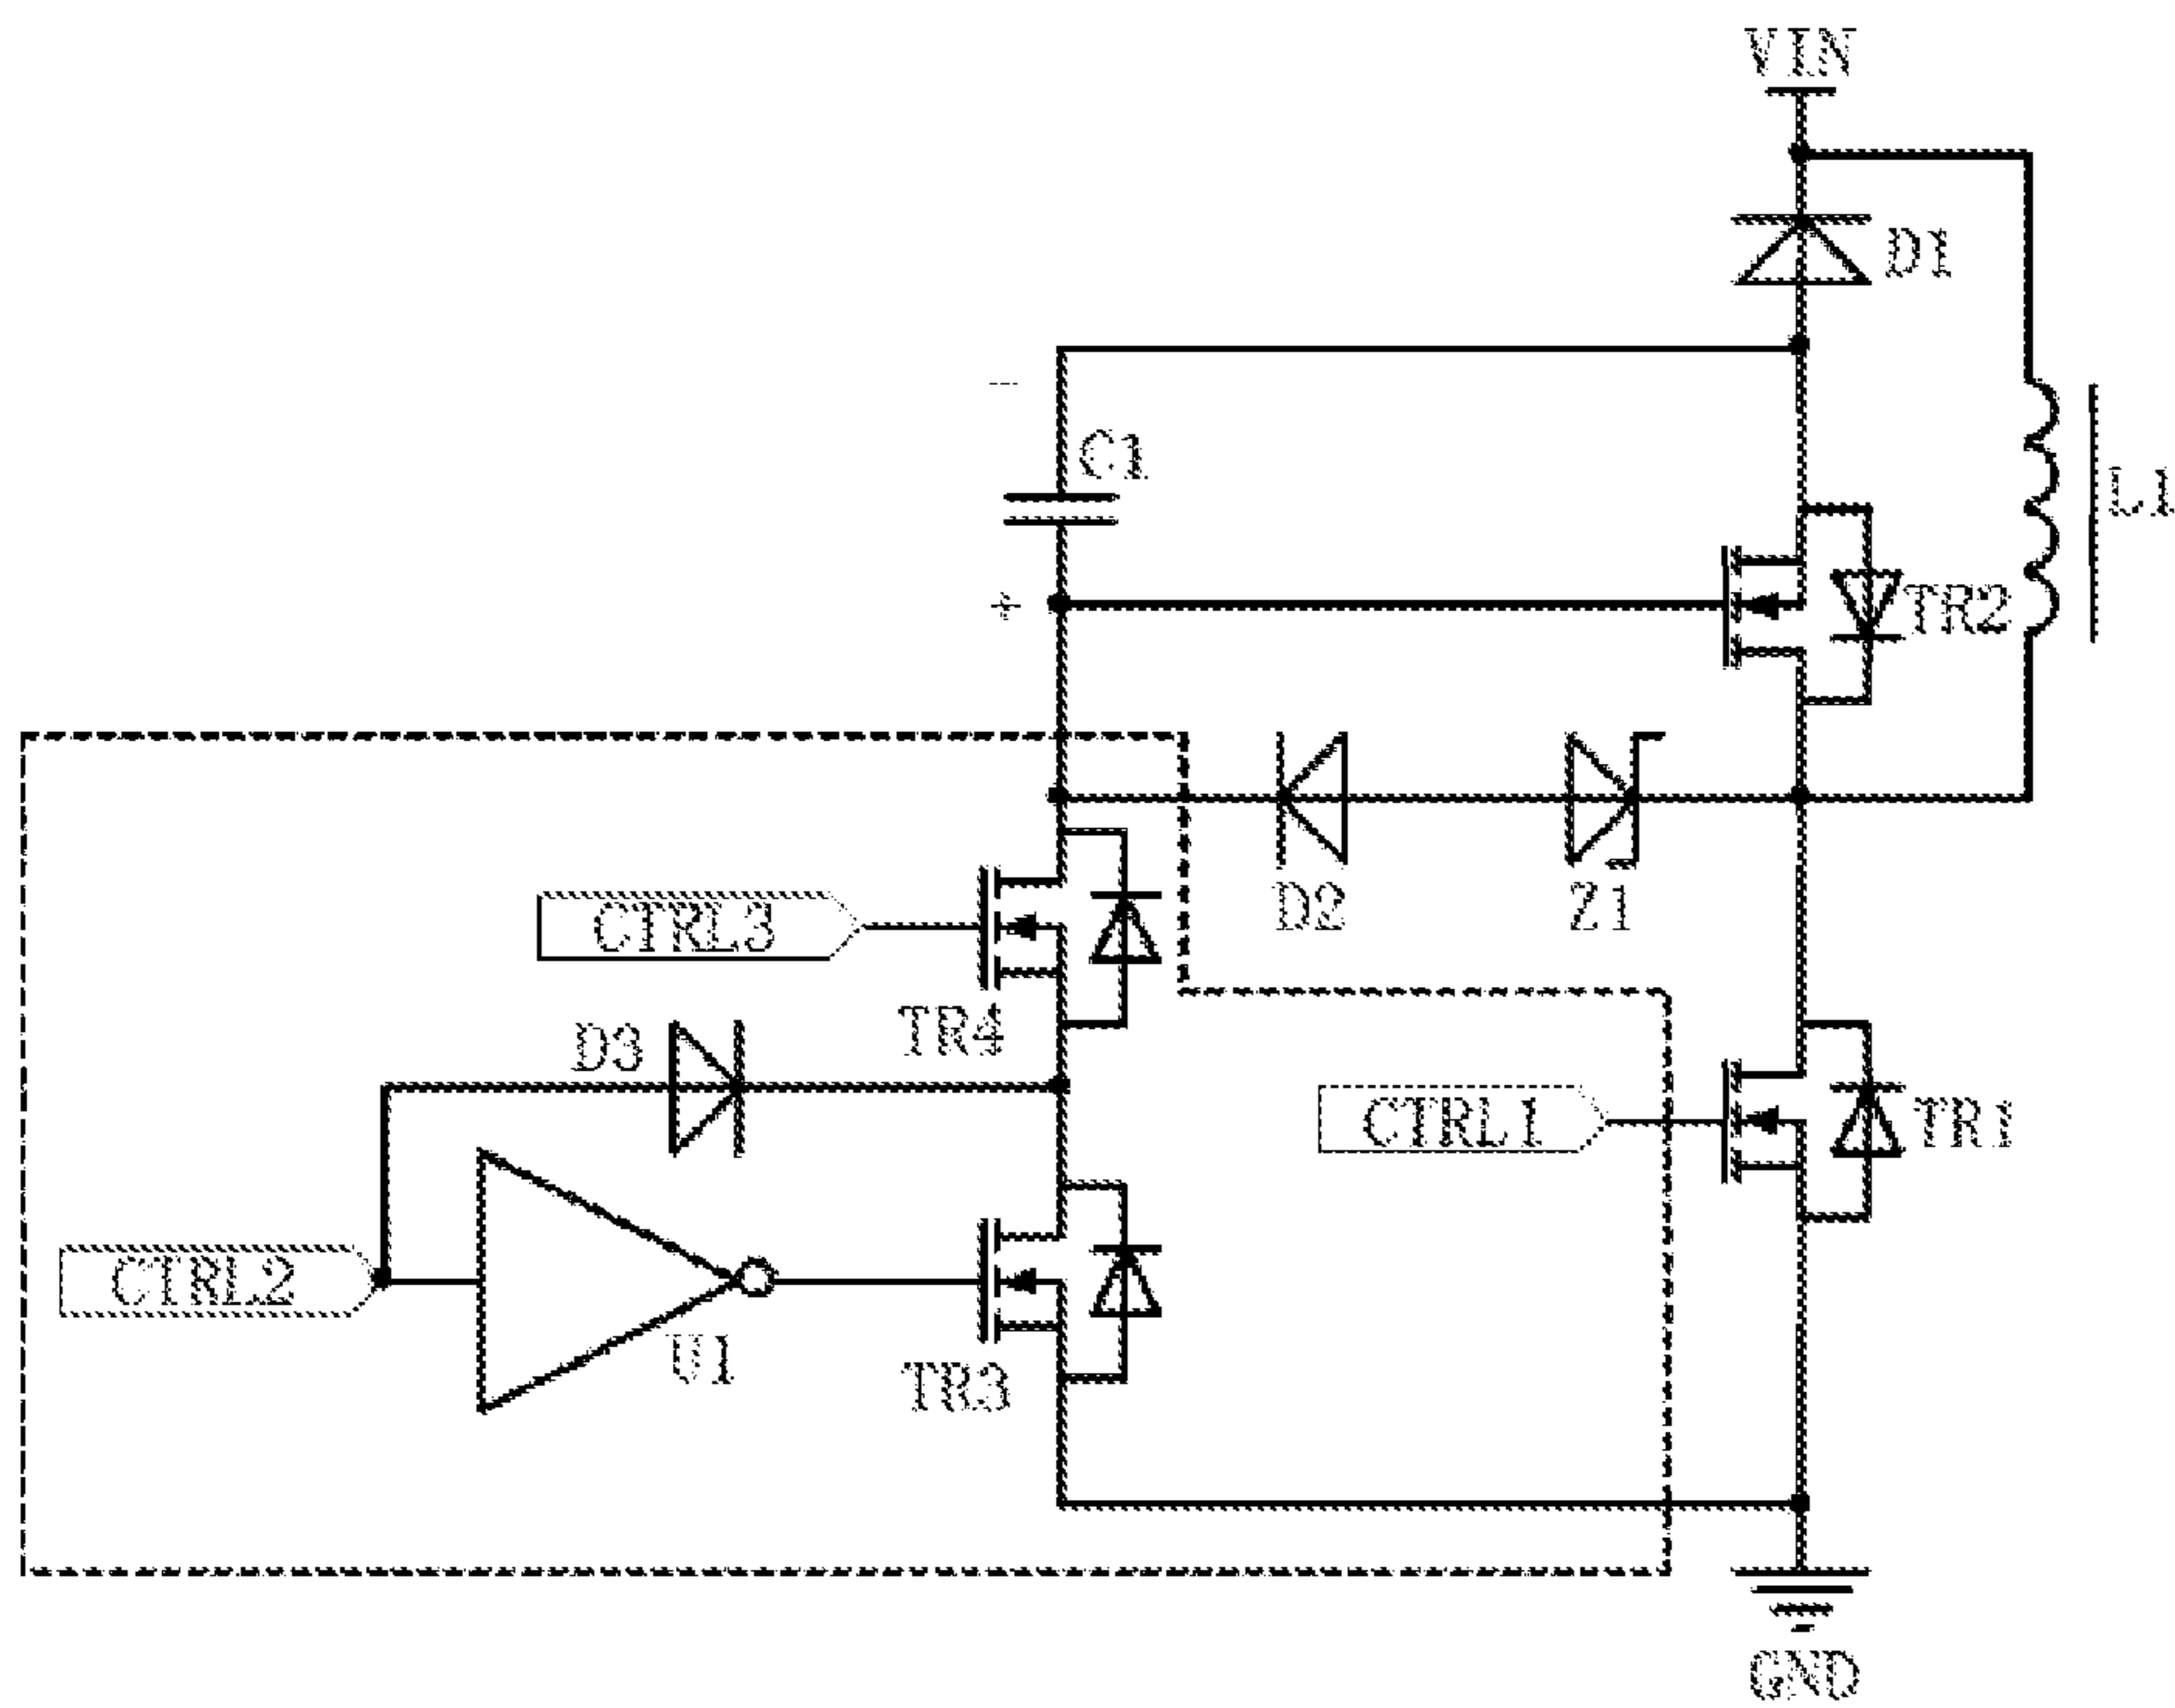 VIN
D1
−
C1
L1
+
TR2
D2
Z1
CTRL3
TR4
D3
CTRL1
TR1
CTRL2
U1
TR3
GND